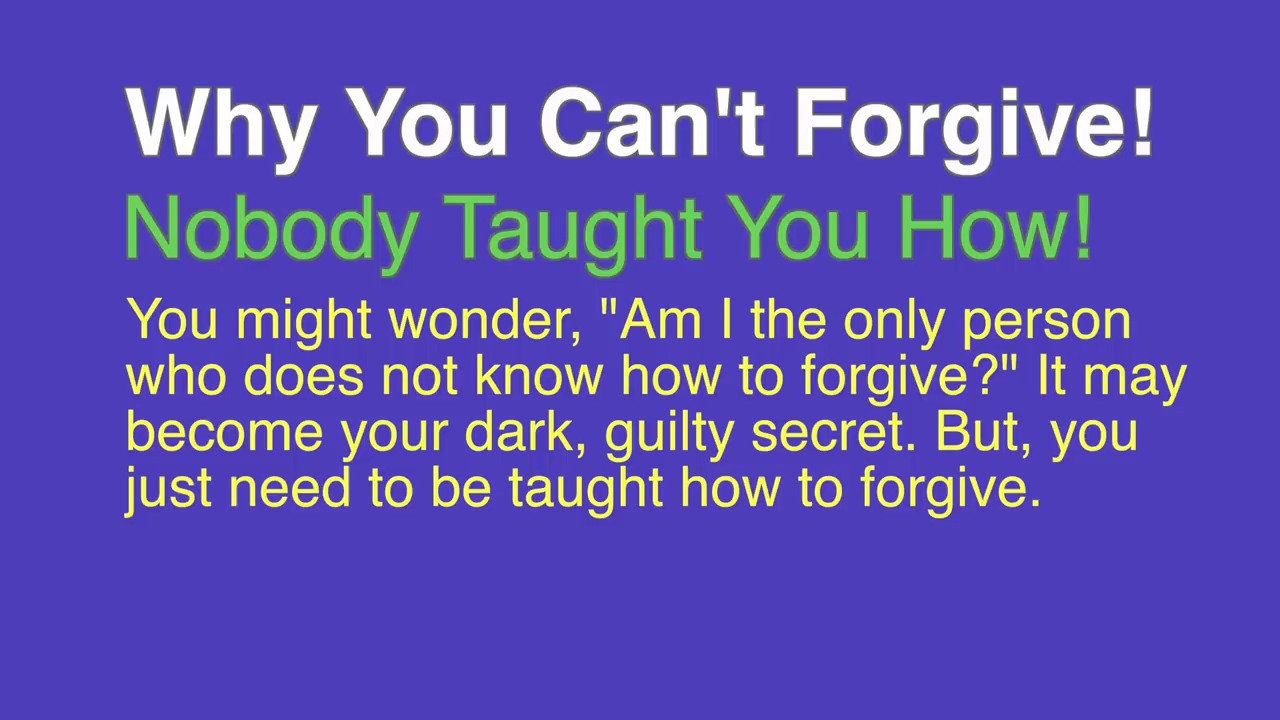 Why You Can't Forgive!
Nobody Taught You How!
You might wonder, "Am I the only person
who does not know how to forgive?" It may
become your dark, guilty secret. But, you
just need to be taught how to forgive.